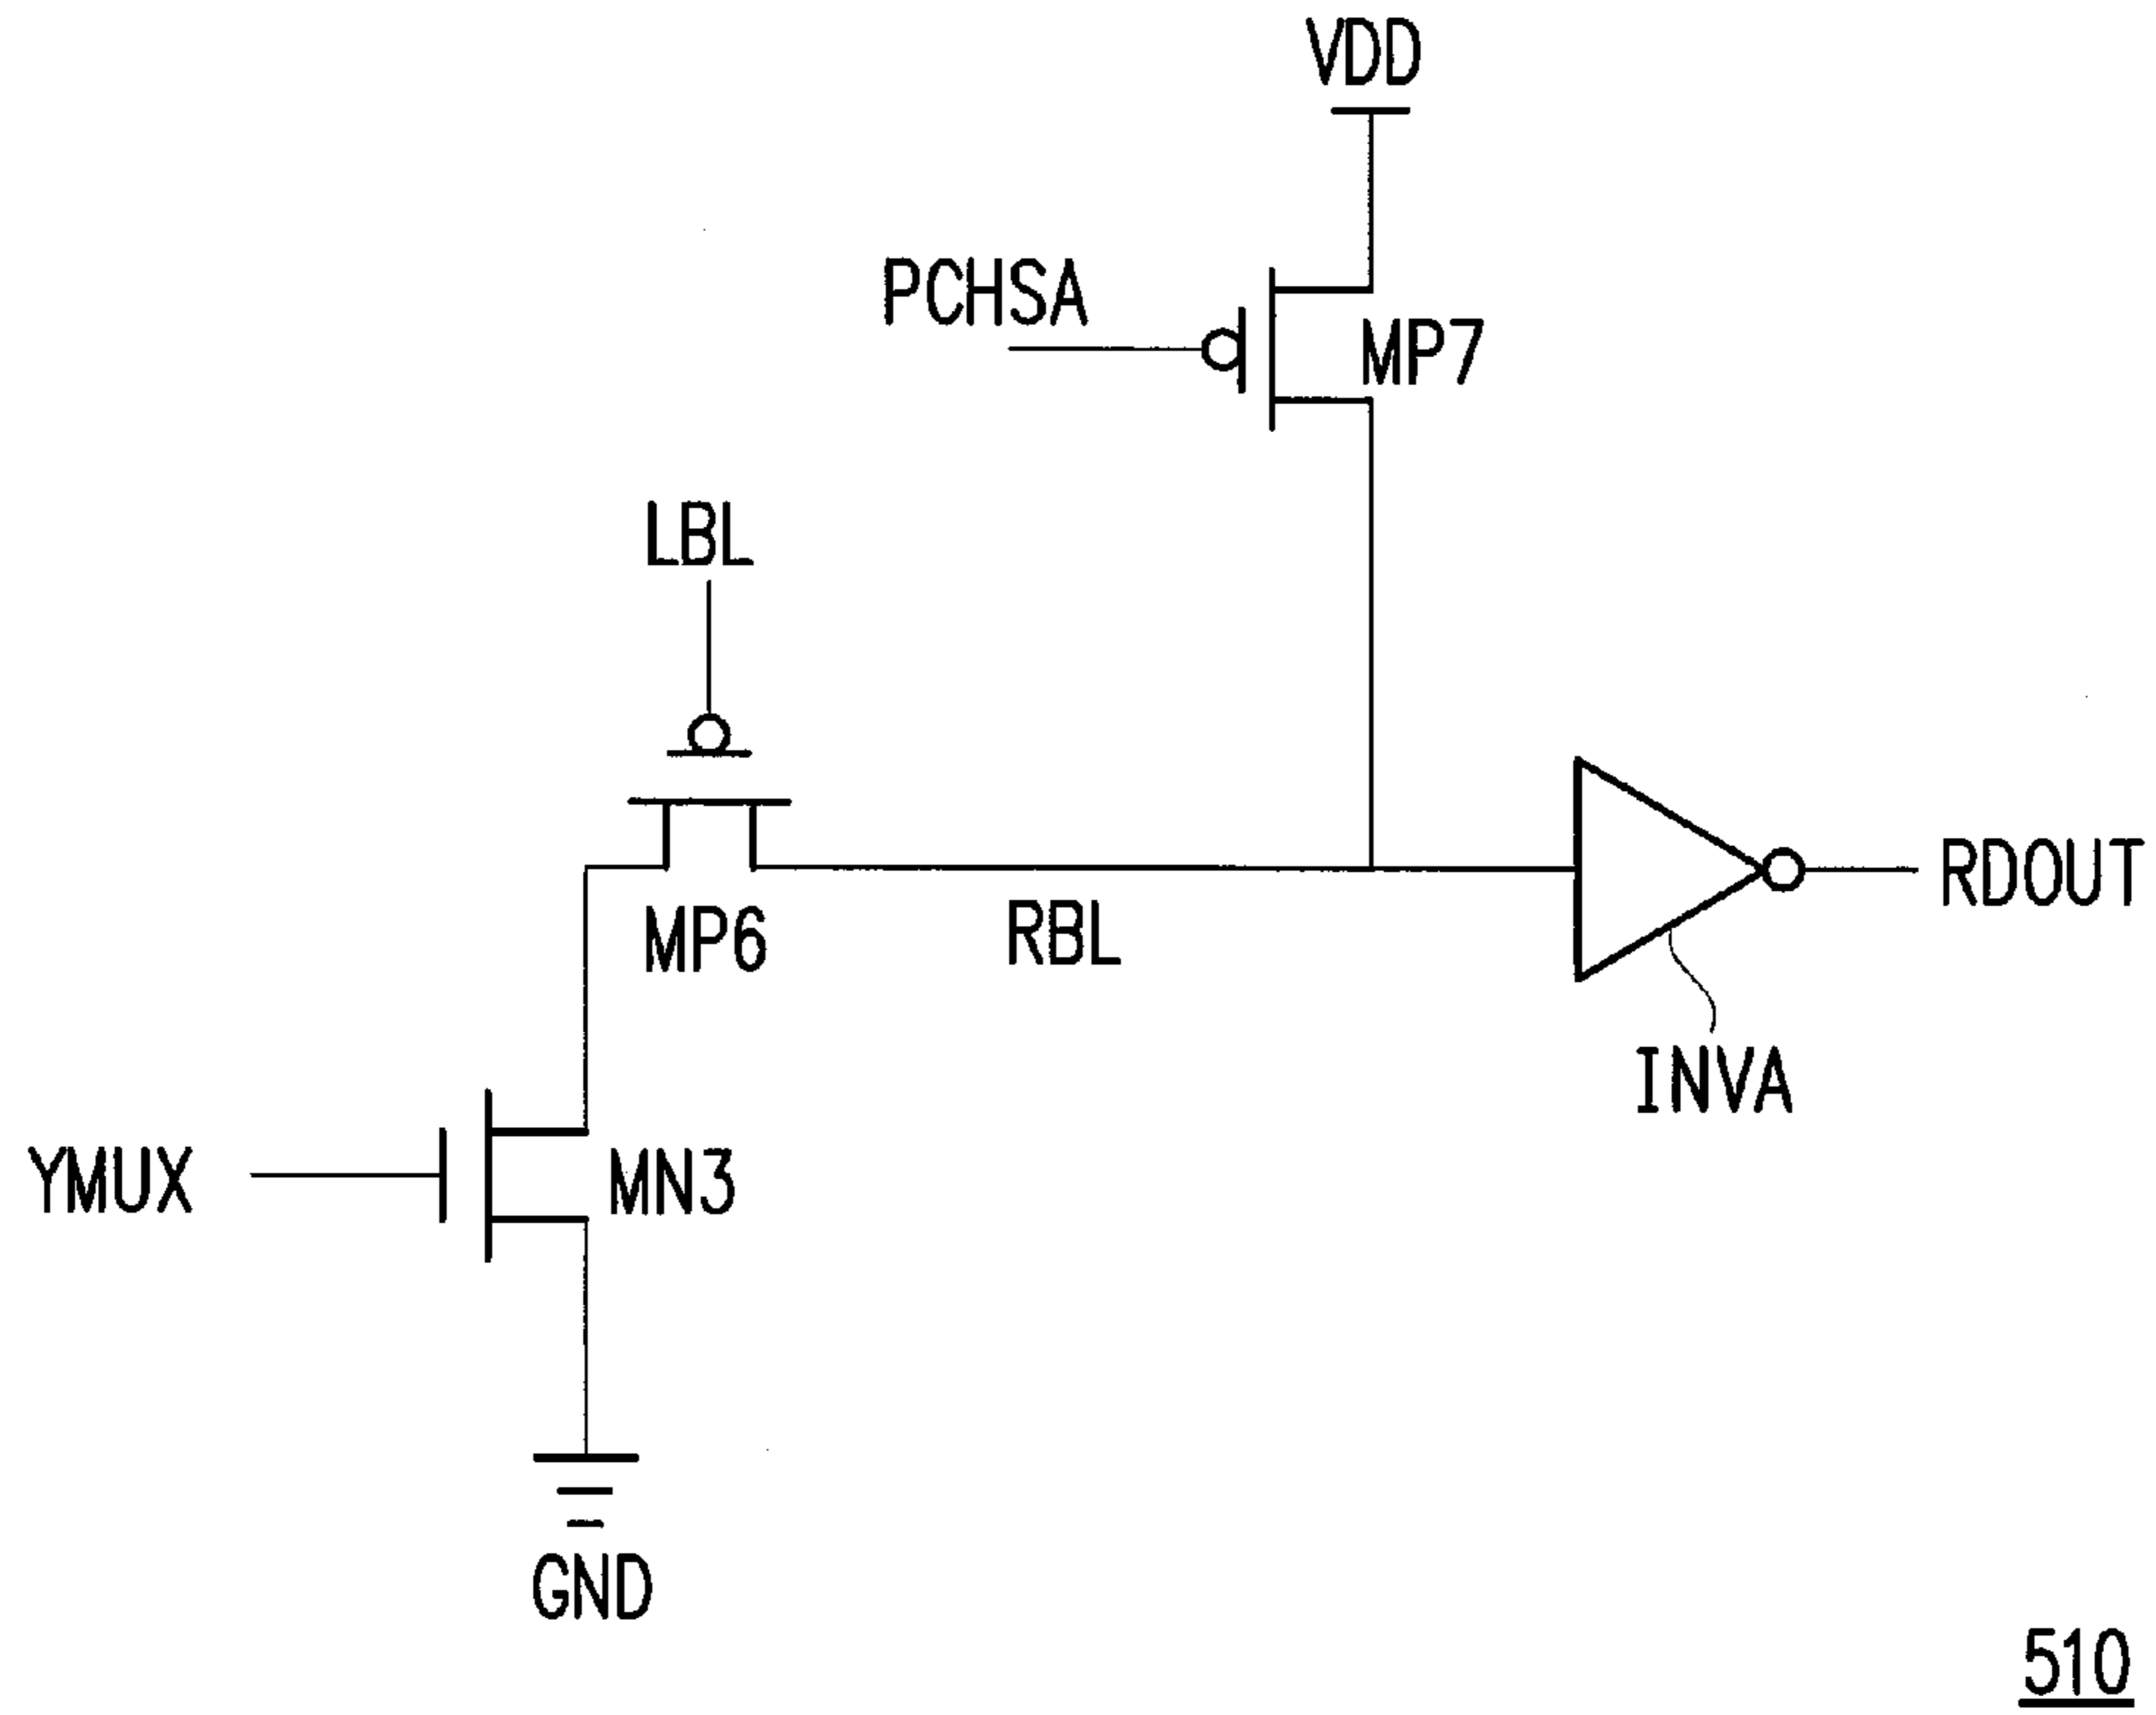 VDD
PCHSA
MP7
LBL
RDOUT
MP6
RBL
INVA
YMUX
MN3
GND
510